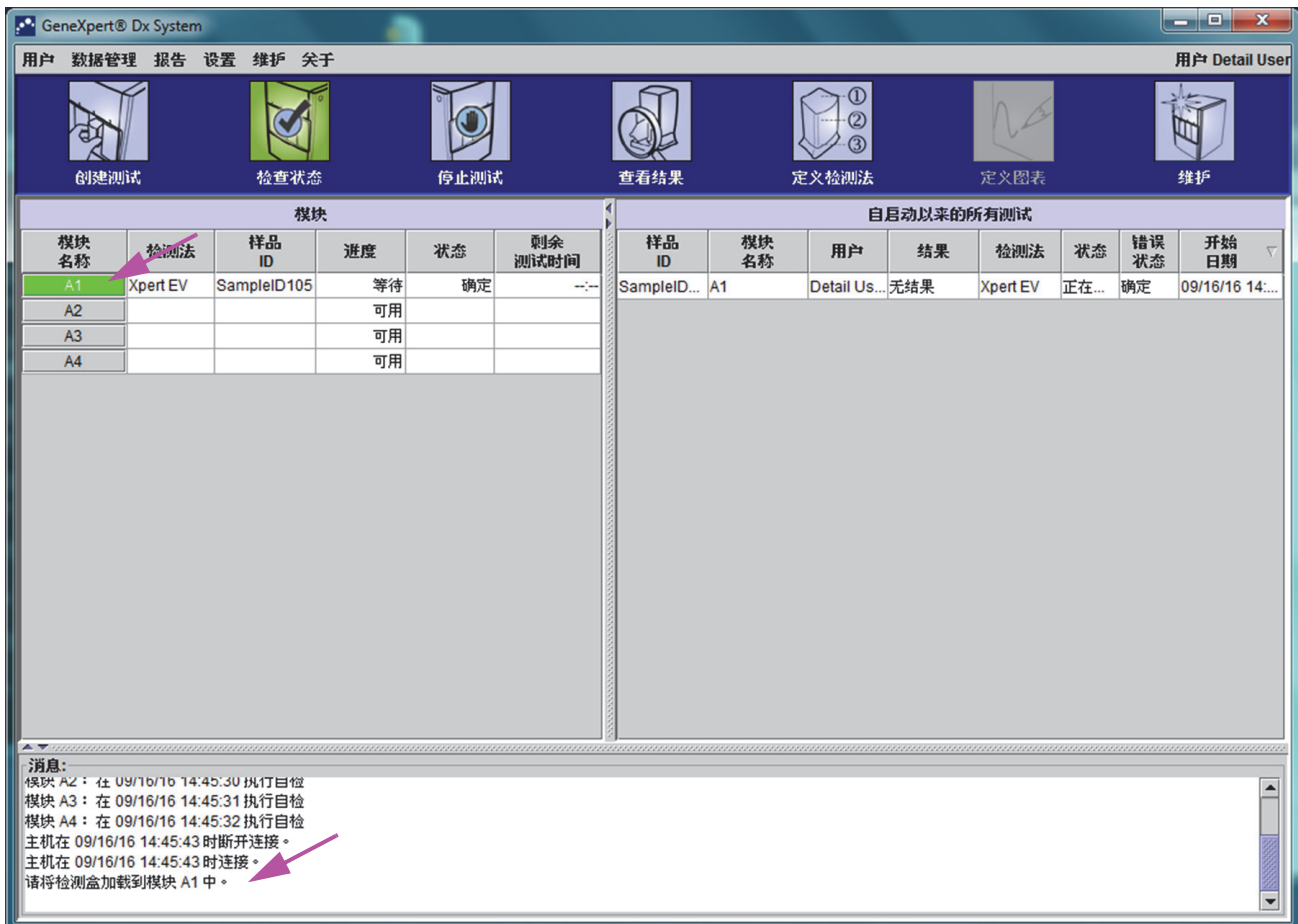 GeneXpert® Dx System
用户 数据管理 报告 设置 维护 关于 用户 Detail User
① ② ③
创建测试 检查状态 停止测试 查看结果 定义检测法 定义图表 维护
模块 自启动以来的所有测试
模块名称 检测法 样品ID 进度 状态 剩余测试时间 样品ID 模块名称 用户 结果 检测法 状态 错误状态 开始日期
A1 Xpert EV SampleID105 等待 确定 --:-- SampleID... A1 Detail Us... 无结果 Xpert EV 正在... 确定 09/16/16 14:...
A2 可用
A3 可用
A4 可用
消息:
模块 A2： 在 09/16/16 14:45:30 执行自检
模块 A3： 在 09/16/16 14:45:31 执行自检
模块 A4： 在 09/16/16 14:45:32 执行自检
主机在 09/16/16 14:45:43 时断开连接。
主机在 09/16/16 14:45:43 时连接。
请将检测盒加载到模块 A1 中。